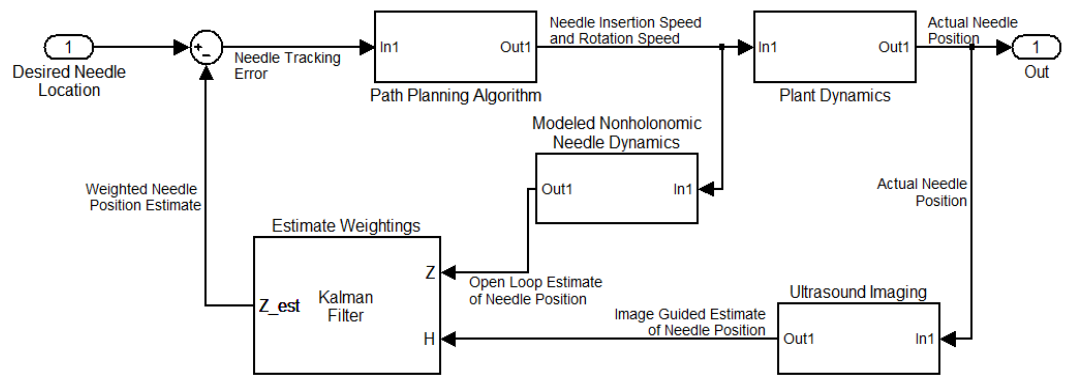 1
Desired Needle
Location
+
−
Needle Tracking
Error
In1
Out1
Path Planning Algorithm
Needle Insertion Speed
and Rotation Speed
In1
Out1
Plant Dynamics
Actual Needle
Position
1
Out
Modeled Nonholonomic
Needle Dynamics
Out1
In1
Weighted Needle
Position Estimate
Actual Needle
Position
Estimate Weightings
Z
Z_est
Kalman
Filter
H
Open Loop Estimate
of Needle Position
Image Guided Estimate
of Needle Position
Ultrasound Imaging
Out1
In1